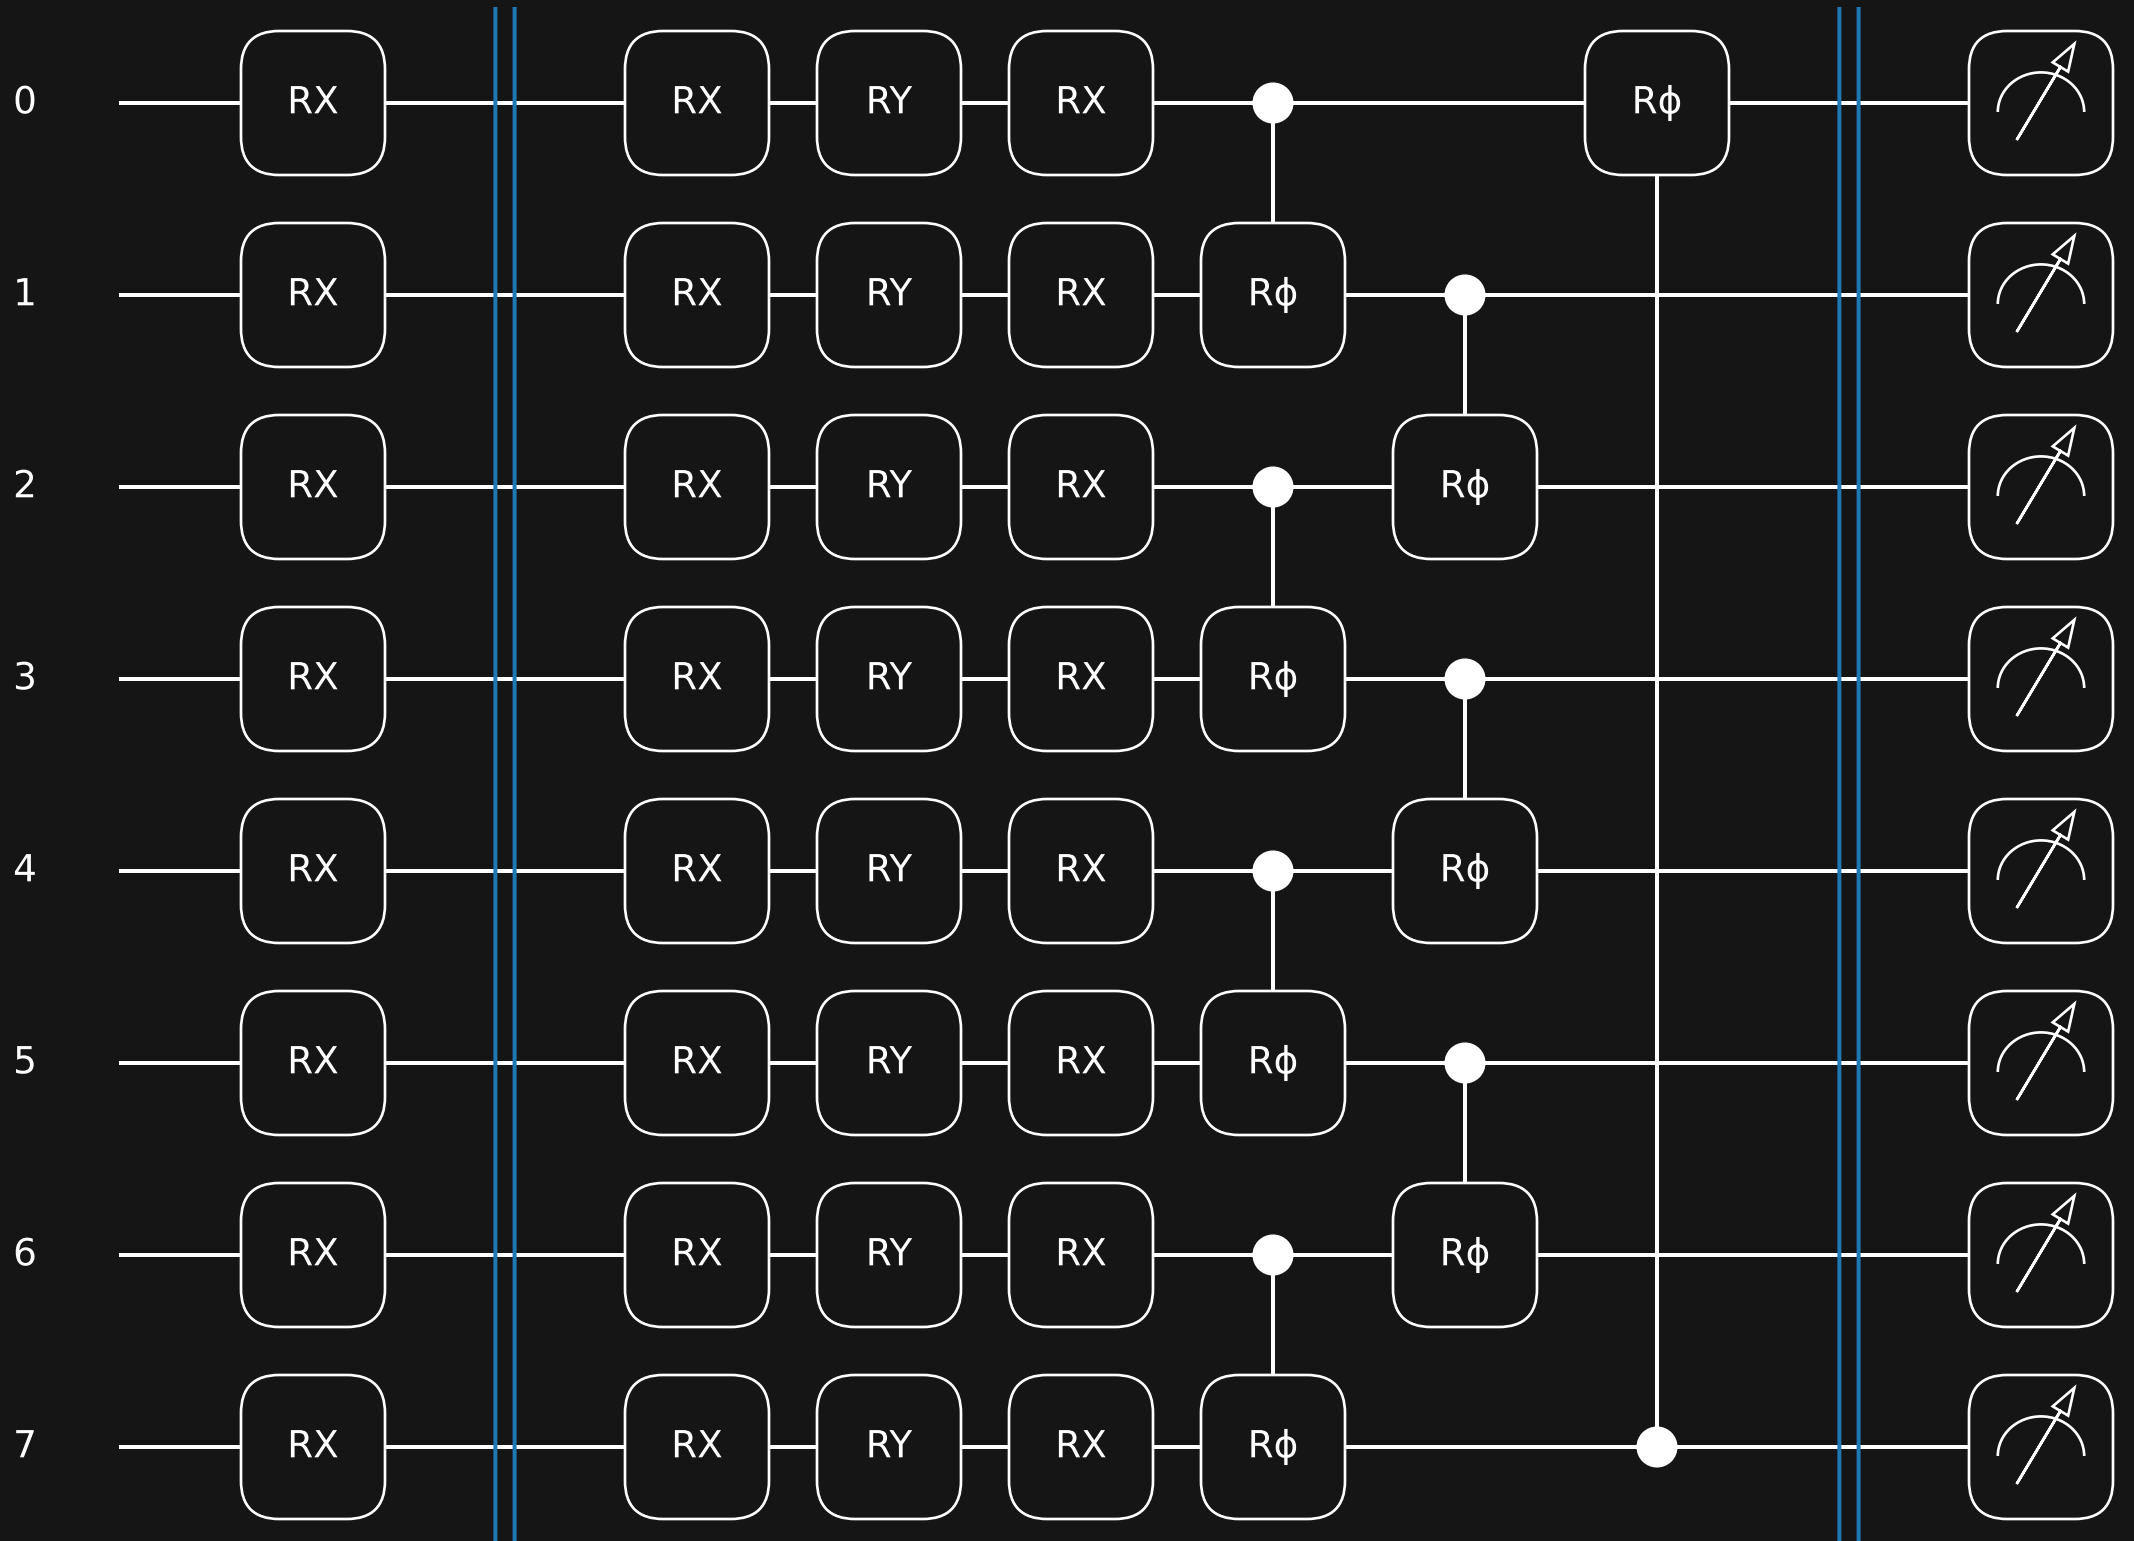 0 RX RX RY RX Rϕ
1 RX RX RY RX Rϕ
2 RX RX RY RX Rϕ
3 RX RX RY RX Rϕ
4 RX RX RY RX Rϕ
5 RX RX RY RX Rϕ
6 RX RX RY RX Rϕ
7 RX RX RY RX Rϕ